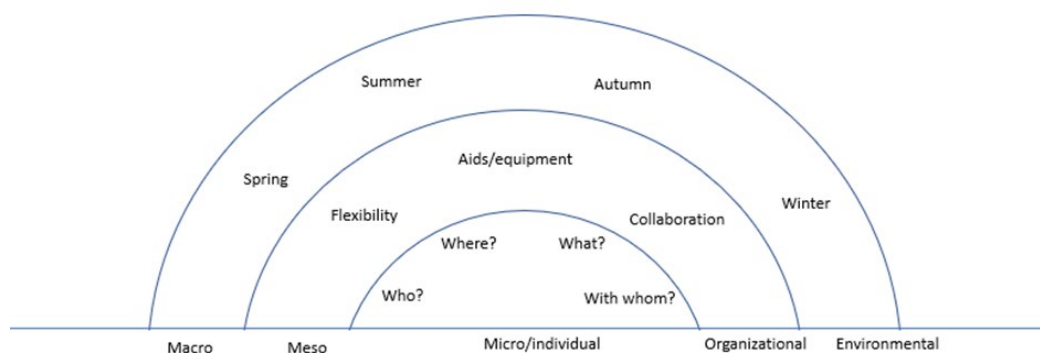 Summer
Autumn
Aids/equipment
Spring
Winter
Flexibility
Collaboration
Where?
What?
Who?
With whom?
Macro
Meso
Micro/individual
Organizational
Environmental